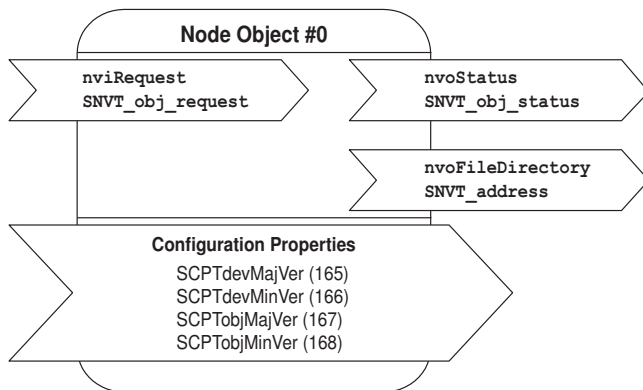 Node Object #0
nviRequest
SNVT_obj_request
nvoStatus
SNVT_obj_status
nvoFileDirectory
SNVT_address
Configuration Properties
SCPTdevMajVer (165)
SCPTdevMinVer (166)
SCPTobjMajVer (167)
SCPTobjMinVer (168)